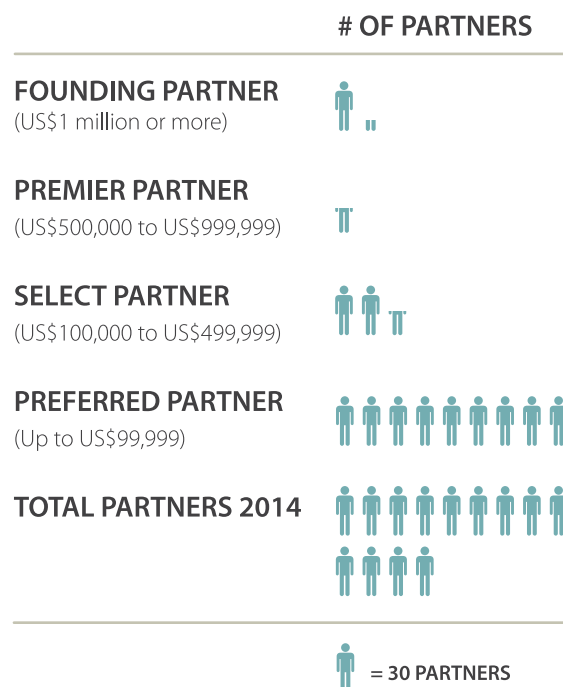 # OF PARTNERS
FOUNDING PARTNER
(US$1 million or more)
PREMIER PARTNER
(US$500,000 to US$999,999)
SELECT PARTNER
(US$100,000 to US$499,999)
PREFERRED PARTNER
(Up to US$99,999)
TOTAL PARTNERS 2014
= 30 PARTNERS